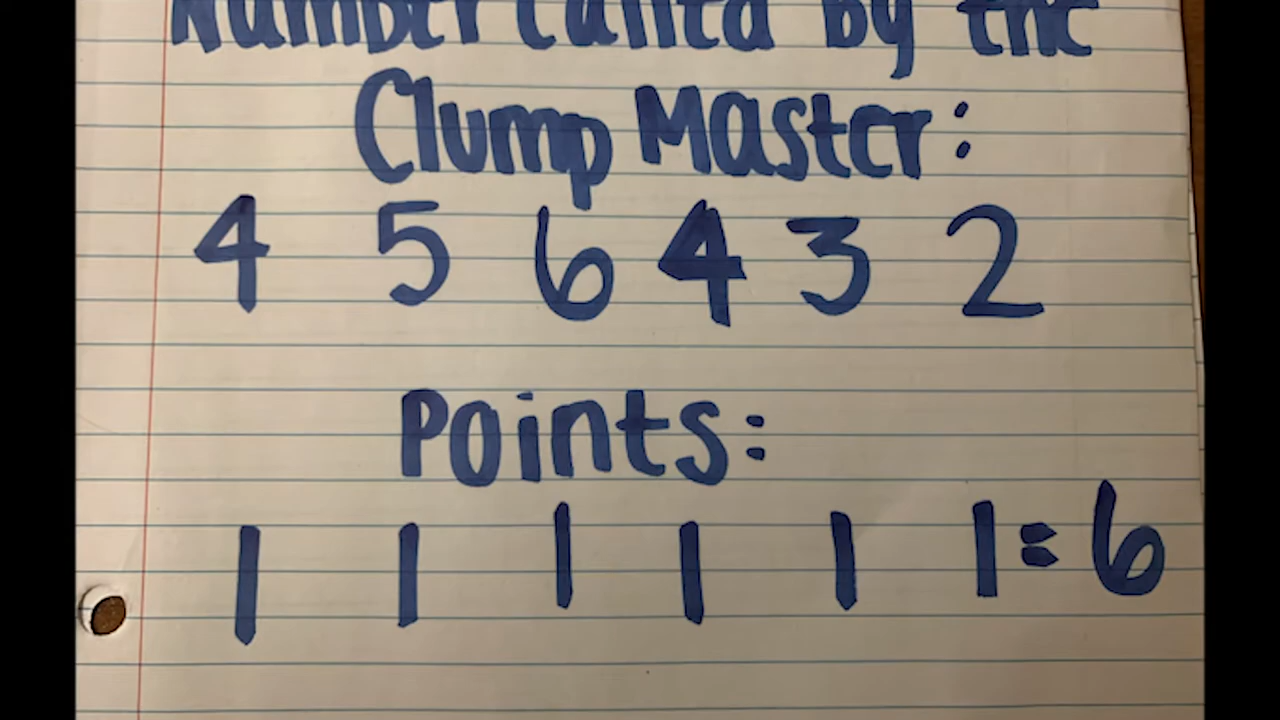 Number Called by the
Clump Master:
4 5 6 4 3 2
Points:
1 1 1 1 1 1 = 6